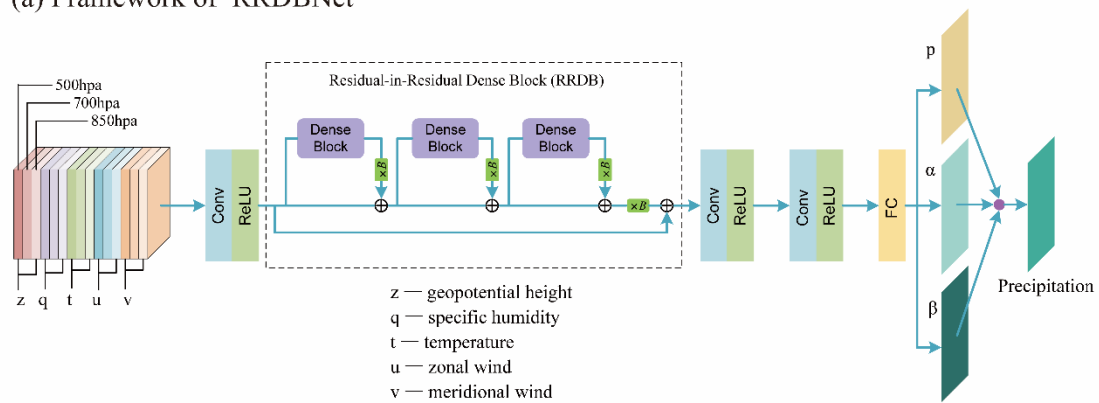 (a) Framework of RRDBNet
500hpa
700hpa
850hpa
z q t u v
Conv
ReLU
Residual-in-Residual Dense Block (RRDB)
Dense
Block
×B
Dense
Block
×B
Dense
Block
×B
×B
Conv
ReLU
Conv
ReLU
FC
p
α
β
Precipitation
z — geopotential height
q — specific humidity
t — temperature
u — zonal wind
v — meridional wind